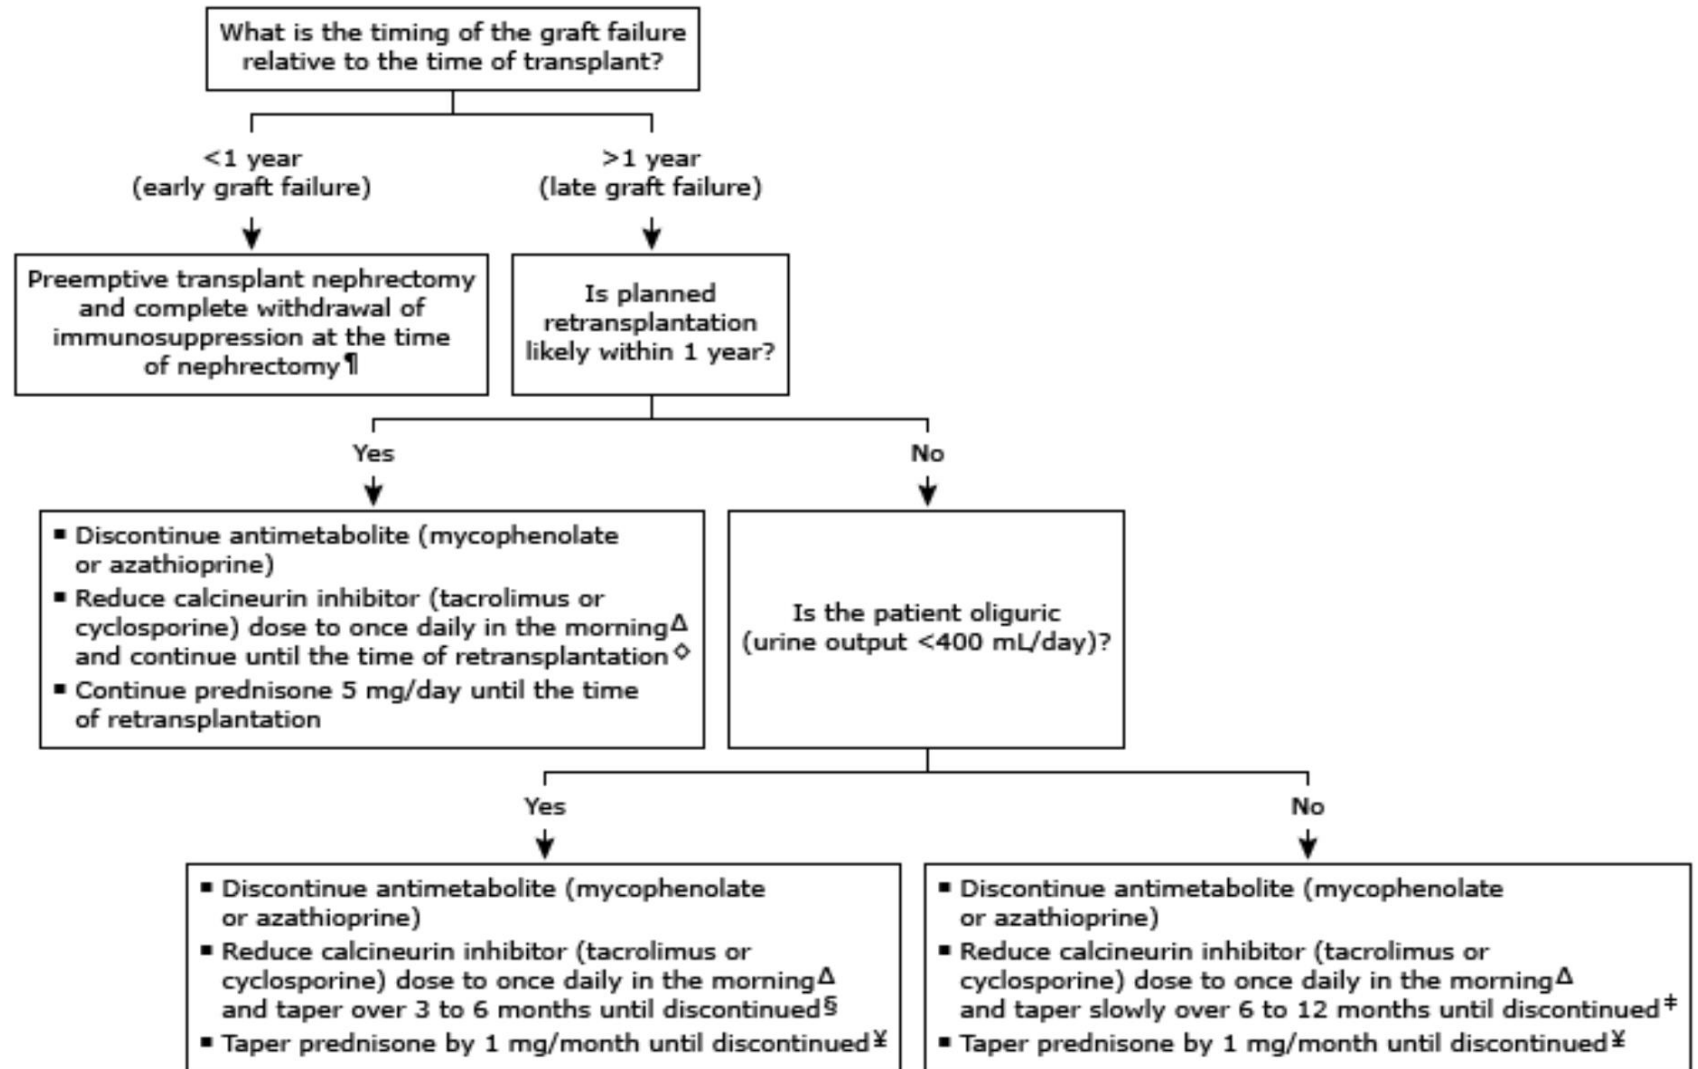 What is the timing of the graft failure
relative to the time of transplant?
<1 year
(early graft failure)
>1 year
(late graft failure)
Preemptive transplant nephrectomy
and complete withdrawal of
immunosuppression at the time
of nephrectomy¶
Is planned
retransplantation
likely within 1 year?
Yes
No
▪ Discontinue antimetabolite (mycophenolate
or azathioprine)
▪ Reduce calcineurin inhibitor (tacrolimus or
cyclosporine) dose to once daily in the morningΔ
and continue until the time of retransplantation◇
▪ Continue prednisone 5 mg/day until the time
of retransplantation
Is the patient oliguric
(urine output <400 mL/day)?
Yes
No
▪ Discontinue antimetabolite (mycophenolate
or azathioprine)
▪ Reduce calcineurin inhibitor (tacrolimus or
cyclosporine) dose to once daily in the morningΔ
and taper over 3 to 6 months until discontinued§
▪ Taper prednisone by 1 mg/month until discontinued¥
▪ Discontinue antimetabolite (mycophenolate
or azathioprine)
▪ Reduce calcineurin inhibitor (tacrolimus or
cyclosporine) dose to once daily in the morningΔ
and taper slowly over 6 to 12 months until discontinued‡
▪ Taper prednisone by 1 mg/month until discontinued¥